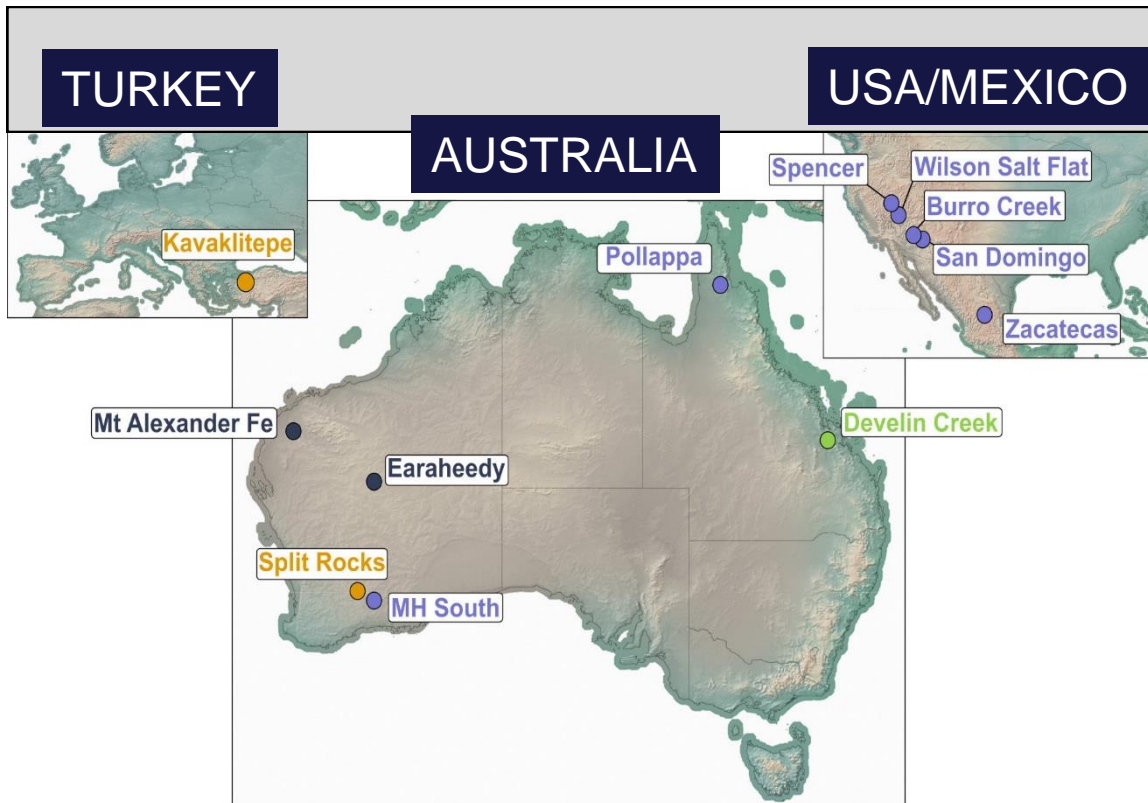 TURKEY
USA/MEXICO
AUSTRALIA
Spencer
Wilson Salt Flat
Burro Creek
San Domingo
Zacatecas
Kavaklitepe
Pollappa
Mt Alexander Fe
Develin Creek
Earaheedy
Split Rocks
MH South